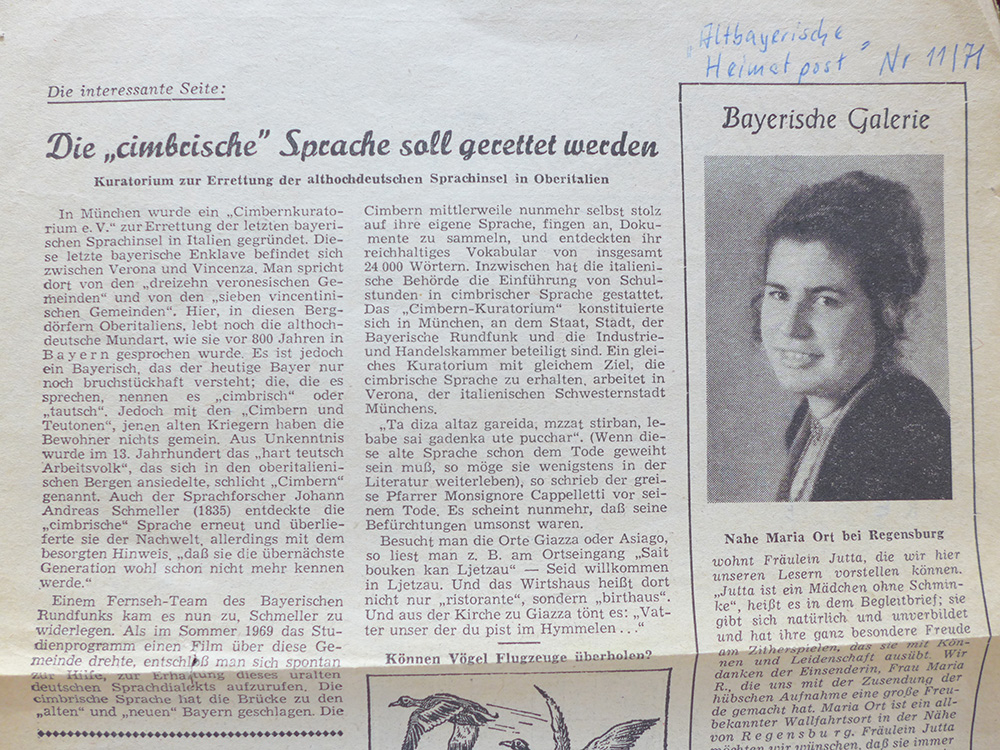 „Altbayerische
Heimatpost" Nr 11/71
Die interessante Seite:
Die „cimbrische" Sprache soll gerettet werden
Kuratorium zur Errettung der althochdeutschen Sprachinsel in Oberitalien
In München wurde ein „Cimbernkurato-
rium e. V." zur Errettung der letzten bayeri-
schen Sprachinsel in Italien gegründet. Die-
se letzte bayerische Enklave befindet sich
zwischen Verona und Vincenza. Man spricht
dort von den „dreizehn veronesischen Ge-
meinden" und von den „sieben vincentini-
schen Gemeinden". Hier, in diesen Berg-
dörfern Oberitaliens, lebt noch die althoch-
deutsche Mundart, wie sie vor 800 Jahren in
Bayern gesprochen wurde. Es ist jedoch
ein Bayerisch, das der heutige Bayer nur
noch bruchstückhaft versteht; die, die es
sprechen, nennen es „cimbrisch" oder
„tautsch". Jedoch mit den „Cimbern und
Teutonen", jenen alten Kriegern haben die
Bewohner nichts gemein. Aus Unkenntnis
wurde im 13. Jahrhundert das „hart teutsch
Arbeitsvolk", das sich in den oberitalieni-
schen Bergen ansiedelte, schlicht „Cimbern"
genannt. Auch der Sprachforscher Johann
Andreas Schmeller (1835) entdeckte die
„cimbrische" Sprache erneut und überlie-
ferte sie der Nachwelt, allerdings mit dem
besorgten Hinweis, „daß sie die übernächste
Generation wohl schon nicht mehr kennen
werde."
Einem Fernseh-Team des Bayerischen
Rundfunks kam es nun zu, Schmeller zu
widerlegen. Als im Sommer 1969 das Stu-
dienprogramm einen Film über diese Ge-
meinde drehte, entschloß man sich spontan
zur Hilfe, zur Erhaltung dieses uralten
deutschen Sprachdialekts aufzurufen. Die
cimbrische Sprache hat die Brücke zu den
„alten" und „neuen" Bayern geschlagen. Die
Cimbern mittlerweile nunmehr selbst stolz
auf ihre eigene Sprache, fingen an, Doku-
mente zu sammeln, und entdeckten ihr
reichhaltiges Vokabular von insgesamt
24 000 Wörtern. Inzwischen hat die italieni-
sche Behörde die Einführung von Schul-
stunden in cimbrischer Sprache gestattet.
Das „Cimbern-Kuratorium" konstituierte
sich in München, an dem Staat, Stadt, der
Bayerische Rundfunk und die Industrie-
und Handelskammer beteiligt sind. Ein glei-
ches Kuratorium mit gleichem Ziel, die
cimbrische Sprache zu erhalten, arbeitet in
Verona, der italienischen Schwesternstadt
Münchens.
„Ta diza altaz gareida, mzzat stirban, le-
babe sai gadenka ute pucchar". (Wenn die-
se alte Sprache schon dem Tode geweiht
sein muß, so möge sie wenigstens in der
Literatur weiterleben), so schrieb der grei-
se Pfarrer Monsignore Cappelletti vor sei-
nem Tode. Es scheint nunmehr, daß seine
Befürchtungen umsonst waren.
Besucht man die Orte Giazza oder Asiago,
so liest man z. B. am Ortseingang „Sait
bouken kan Ljetzau" — Seid willkommen
in Ljetzau. Und das Wirtshaus heißt dort
nicht nur „ristorante", sondern „birthaus".
Und aus der Kirche zu Giazza tönt es: „Vat-
ter unser der du pist im Hymmelen . . ."
Können Vögel Flugzeuge überholen?
Bayerische Galerie
Nahe Maria Ort bei Regensburg
wohnt Fräulein Jutta, die wir hier
unseren Lesern vorstellen können.
„Jutta ist ein Mädchen ohne Schmin-
ke", heißt es in dem Begleitbrief; sie
gibt sich natürlich und unverbildet
und hat ihre ganz besondere Freude
am Zitherspielen, das sie mit Kön-
nen und Leidenschaft ausübt. Wir
danken der Einsenderin, Frau Maria
R., die uns mit der Zusendung der
hübschen Aufnahme eine große Freu-
de gemacht hat. Maria Ort ist ein all-
bekannter Wallfahrtsort in der Nähe
von Regensburg. Fräulein Jutta
möchten wir wünschen, daß sie immer